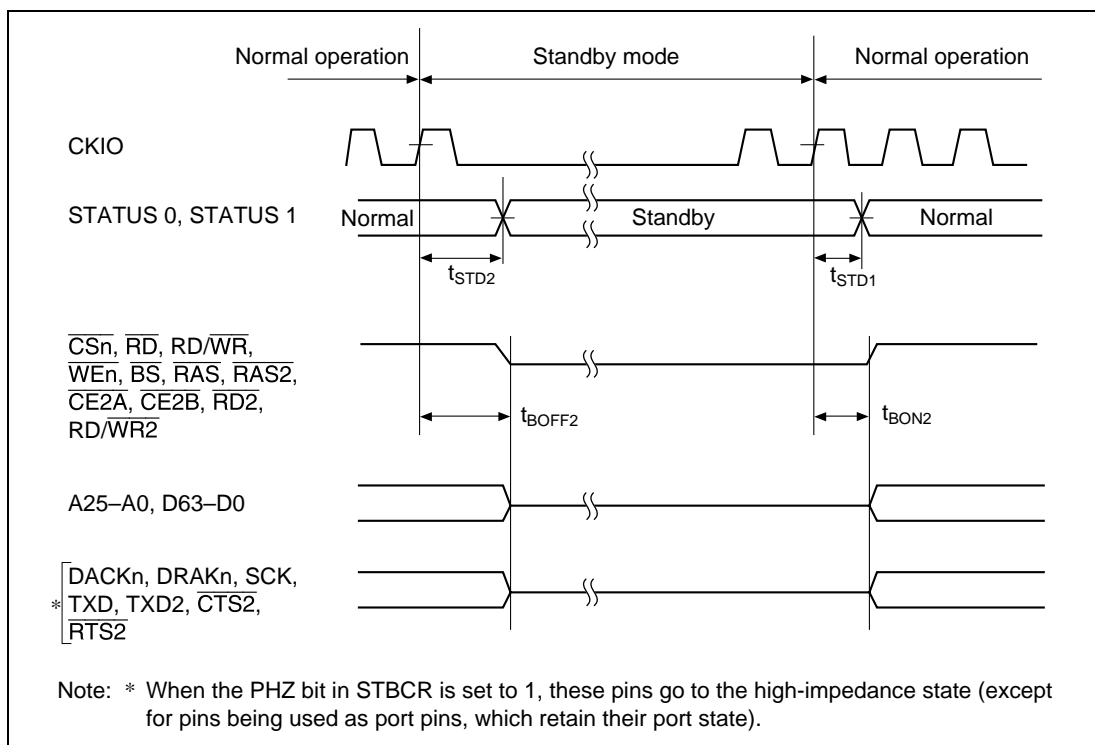 Normal operation Standby mode Normal operation
CKIO
STATUS 0, STATUS 1 Normal Standby Normal
tSTD2 tSTD1
CSn, RD, RD/WR,
WEn, BS, RAS, RAS2,
CE2A, CE2B, RD2,
RD/WR2
tBOFF2 tBON2
A25–A0, D63–D0
DACKn, DRAKn, SCK,
* TXD, TXD2, CTS2,
RTS2
Note: * When the PHZ bit in STBCR is set to 1, these pins go to the high-impedance state (except
for pins being used as port pins, which retain their port state).